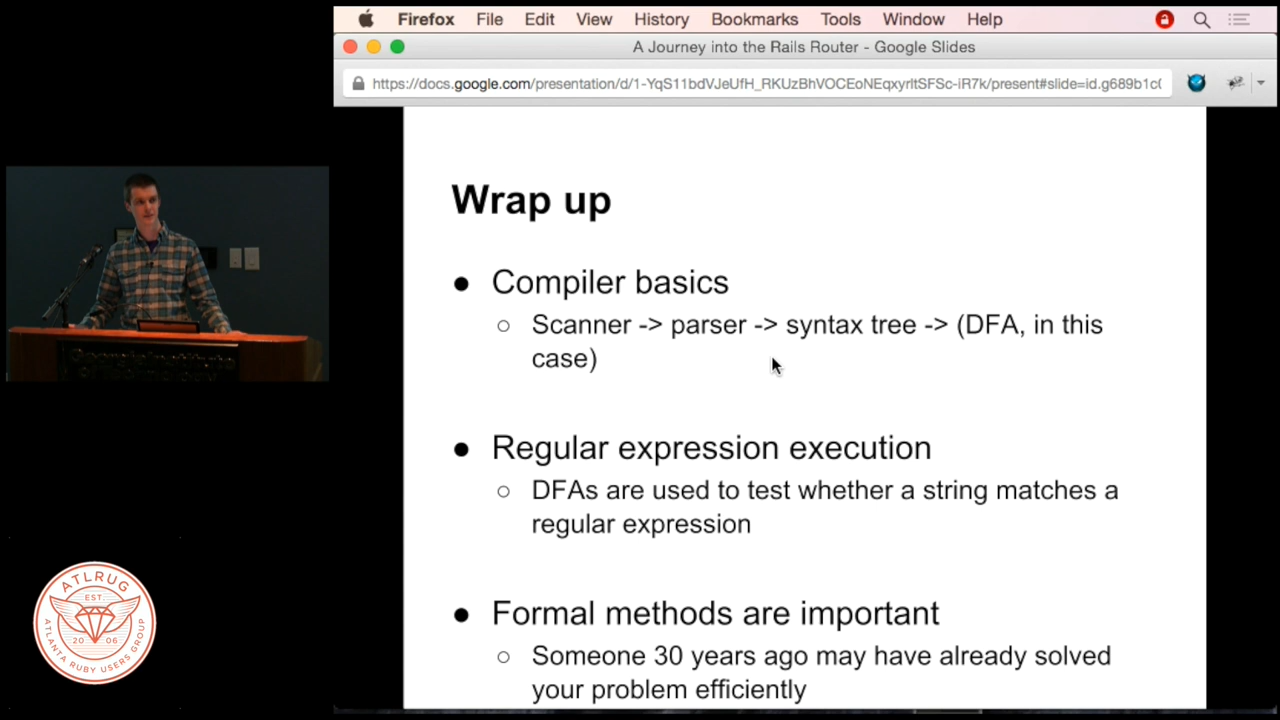 Firefox File Edit View History Bookmarks Tools Window Help
A Journey into the Rails Router - Google Slides
https://docs.google.com/presentation/d/1-YqS11bdVJeUfH_RKUzBhVOCEoNEqxyrltSFSc-iR7k/present#slide=id.g689b1c0
Wrap up
● Compiler basics
○ Scanner -> parser -> syntax tree -> (DFA, in this
case)
● Regular expression execution
○ DFAs are used to test whether a string matches a
regular expression
● Formal methods are important
○ Someone 30 years ago may have already solved
your problem efficiently
ATLRUG
EST.
20 06
ATLANTA RUBY USERS GROUP